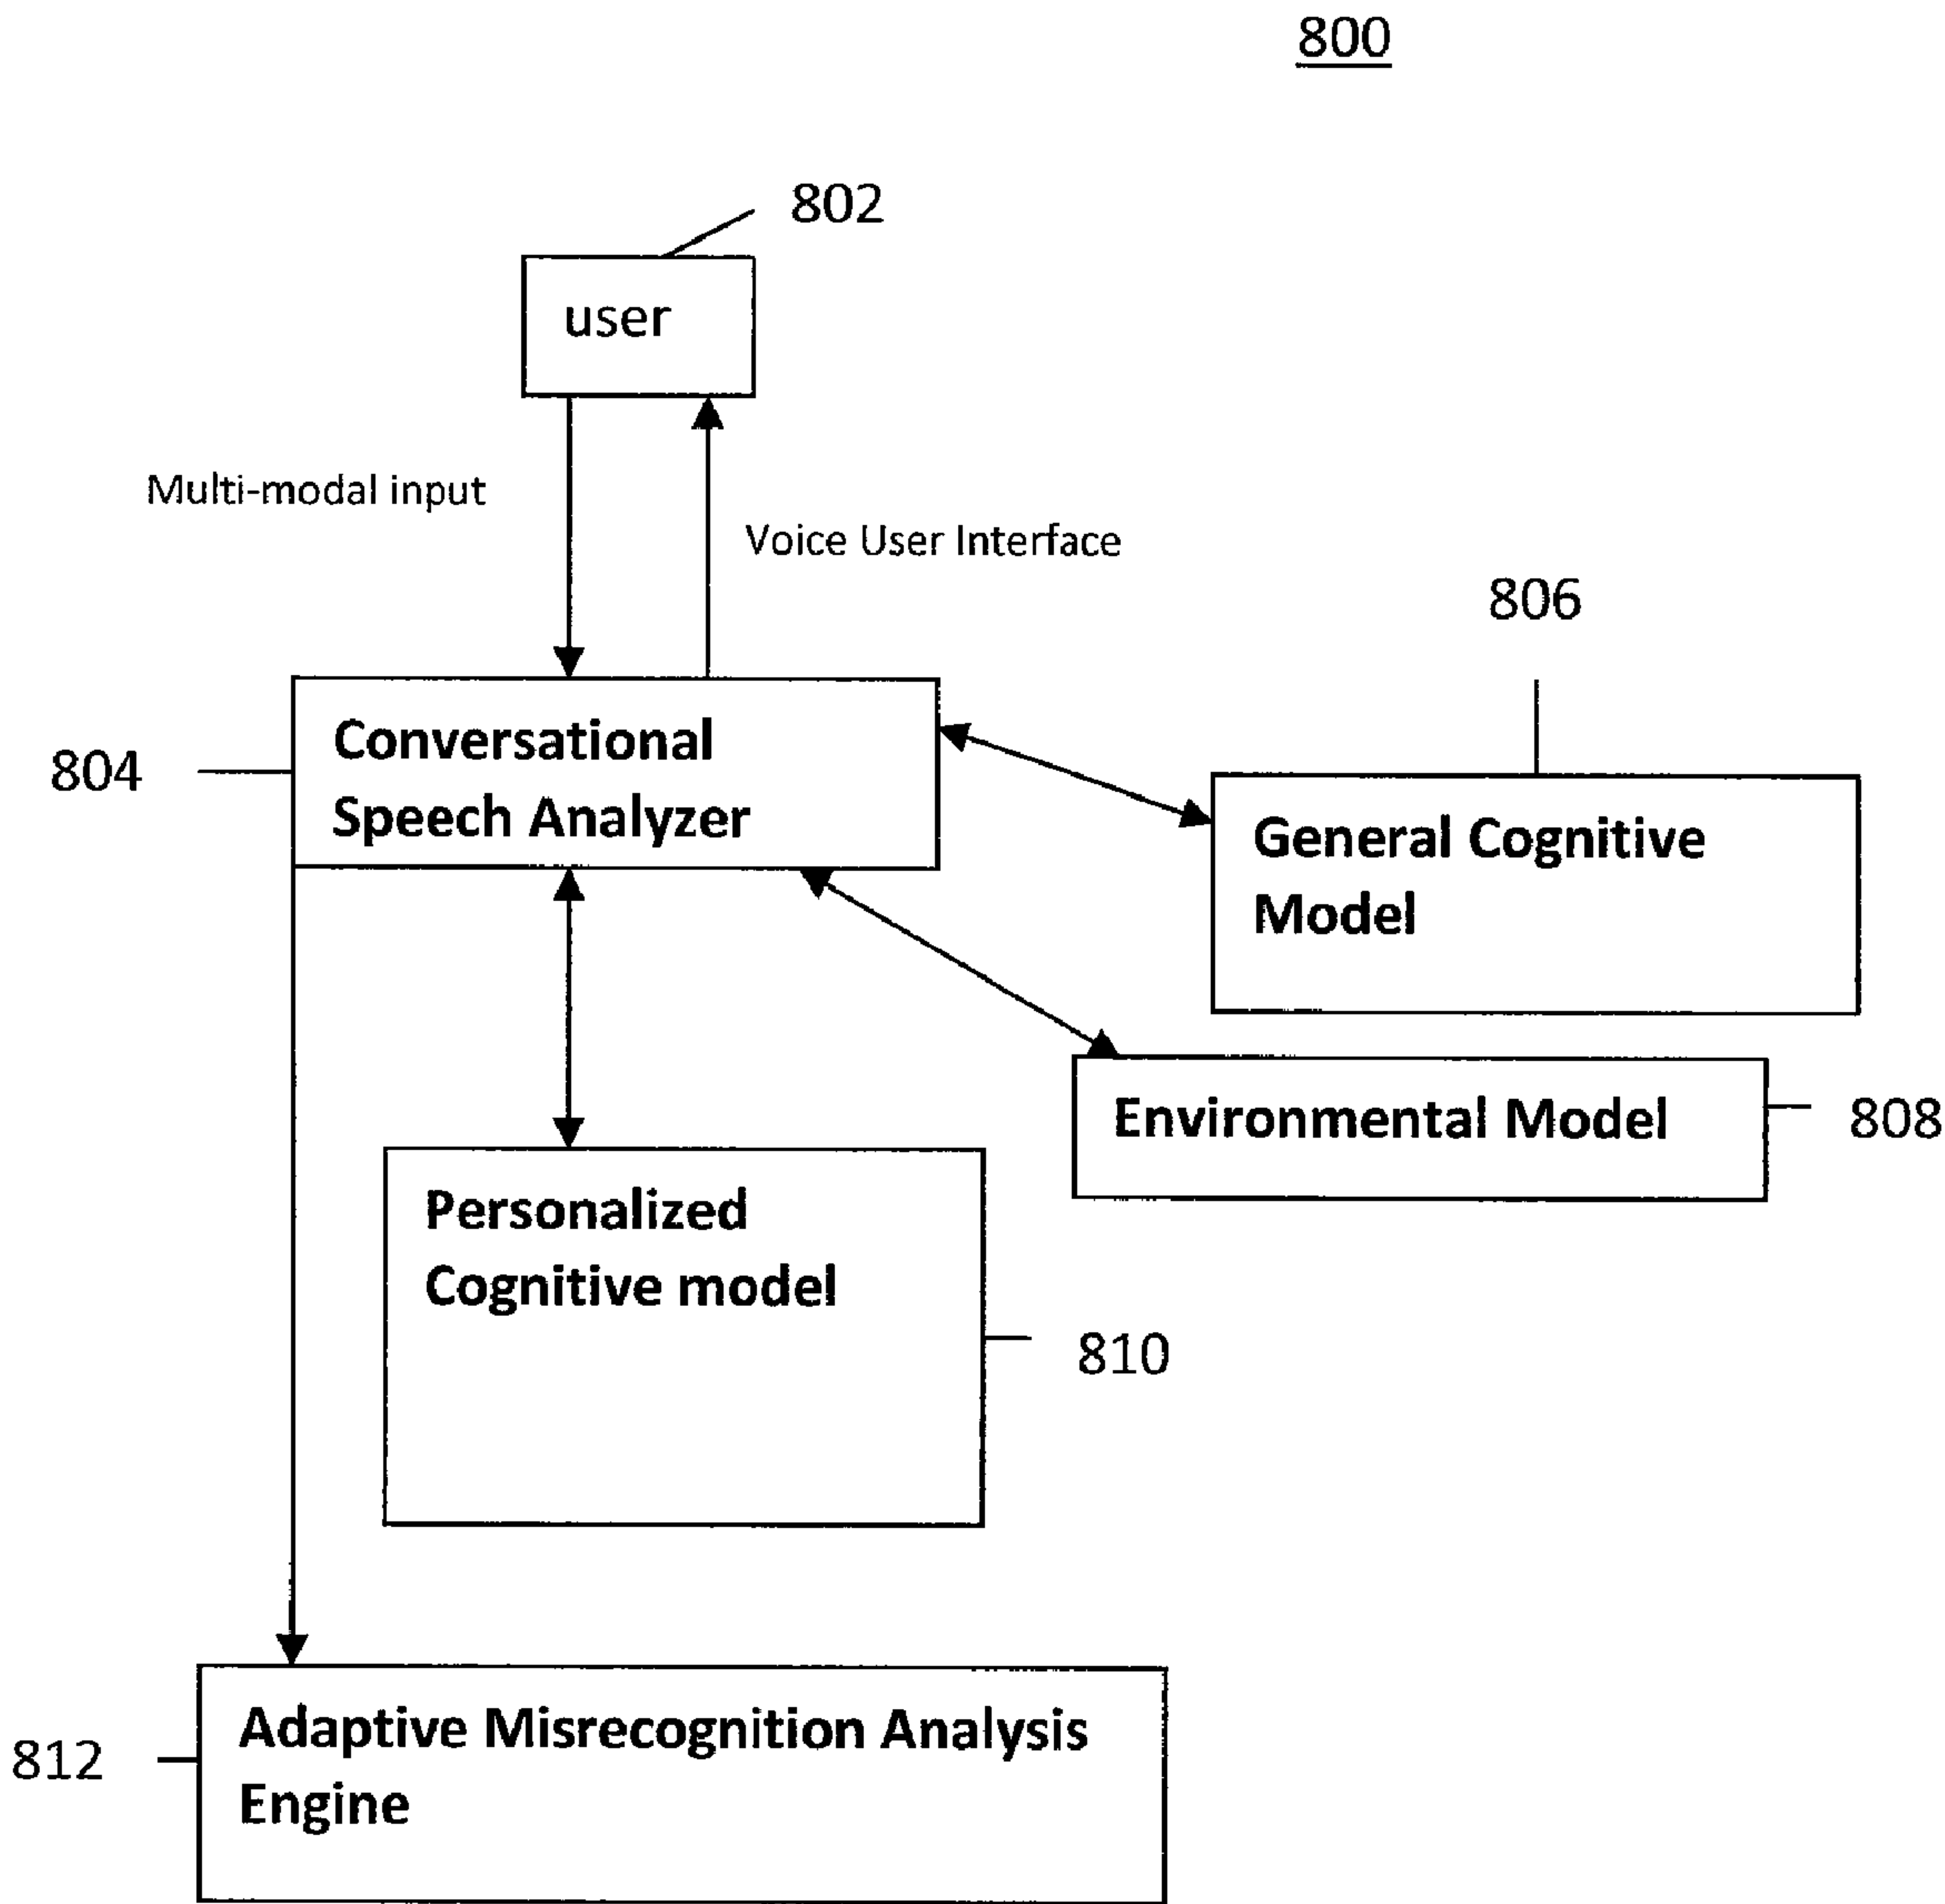 800
802
user
Multi-modal input
Voice User Interface
806
804
Conversational
Speech Analyzer
General Cognitive
Model
Environmental Model
808
Personalized
Cognitive model
810
812
Adaptive Misrecognition Analysis
Engine